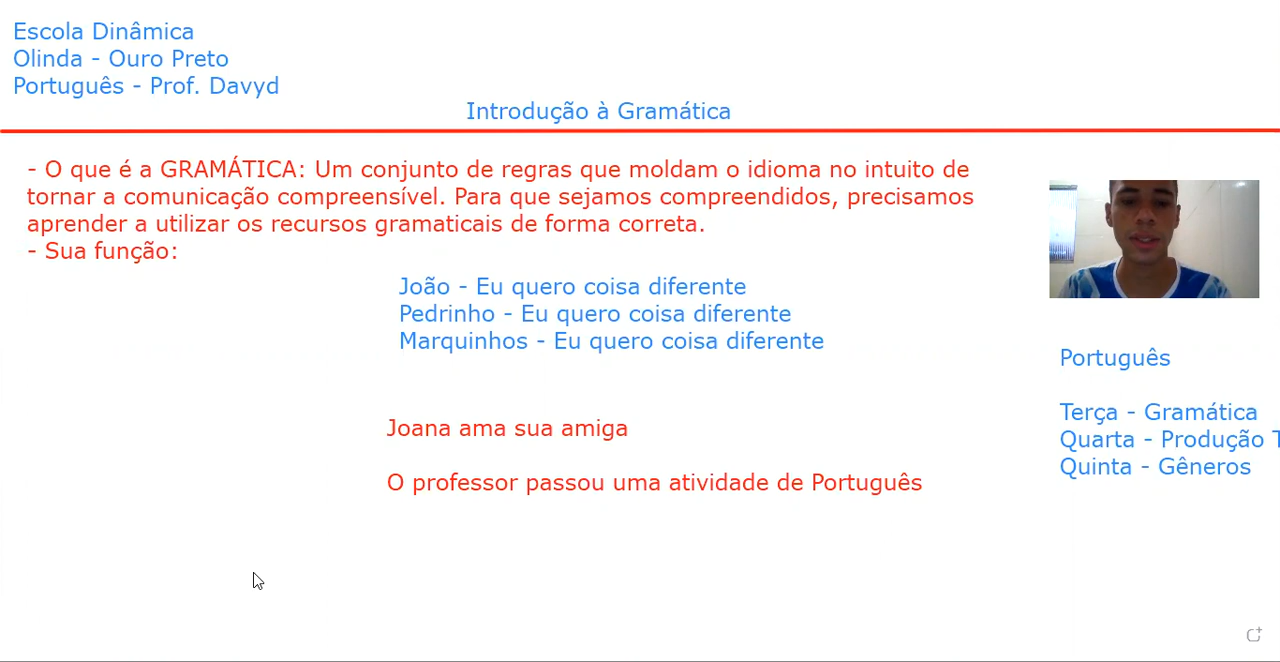 Escola Dinâmica
Olinda - Ouro Preto
Português - Prof. Davyd
Introdução à Gramática
- O que é a GRAMÁTICA: Um conjunto de regras que moldam o idioma no intuito de
tornar a comunicação compreensível. Para que sejamos compreendidos, precisamos
aprender a utilizar os recursos gramaticais de forma correta.
- Sua função:
João - Eu quero coisa diferente
Pedrinho - Eu quero coisa diferente
Marquinhos - Eu quero coisa diferente
Joana ama sua amiga
O professor passou uma atividade de Português
Português
Terça - Gramática
Quarta - Produção T
Quinta - Gêneros